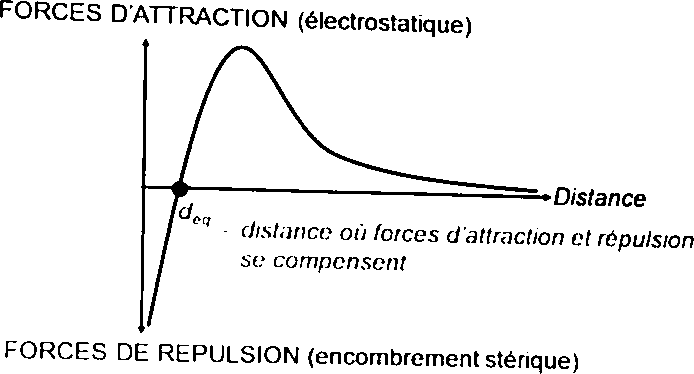 FORCES D'ATTRACTION (électrostatique)
Distance
d_eq - distance où forces d'attraction et répulsion
se compensent
FORCES DE REPULSION (encombrement stérique)